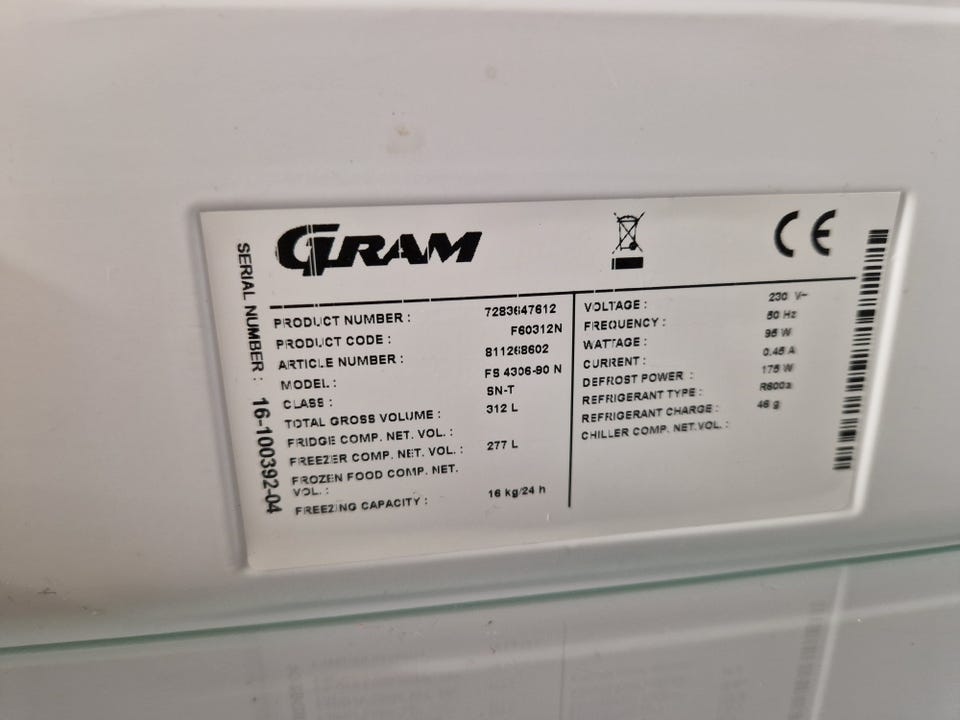 GRAM
CE
SERIAL NUMBER : 16-100392-04
PRODUCT NUMBER : 7283647612
PRODUCT CODE : F60312N
ARTICLE NUMBER : 811268602
MODEL : FS 4306-90 N
CLASS : SN-T
TOTAL GROSS VOLUME : 312 L
FRIDGE COMP. NET. VOL. :
FREEZER COMP. NET. VOL. : 277 L
FROZEN FOOD COMP. NET.
VOL. :
FREEZING CAPACITY : 16 kg/24 h
VOLTAGE : 230 V~
FREQUENCY : 50 Hz
WATTAGE : 95 W
CURRENT : 0.45 A
DEFROST POWER : 175 W
REFRIGERANT TYPE : R600a
REFRIGERANT CHARGE : 46 g
CHILLER COMP. NET.VOL. :